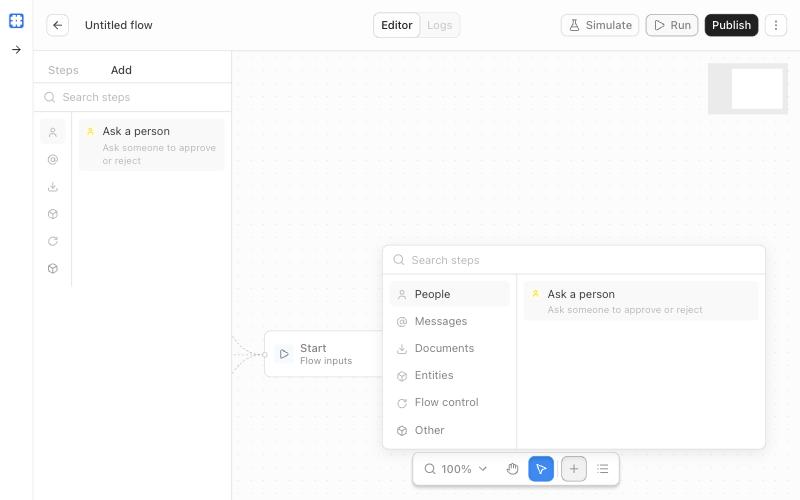 Untitled flow
Editor
Logs
Simulate
Run
Publish
Steps
Add
Search steps
Ask a person
Ask someone to approve
or reject
Start
Flow inputs
Search steps
People
Messages
Documents
Entities
Flow control
Other
Ask a person
Ask someone to approve or reject
100%